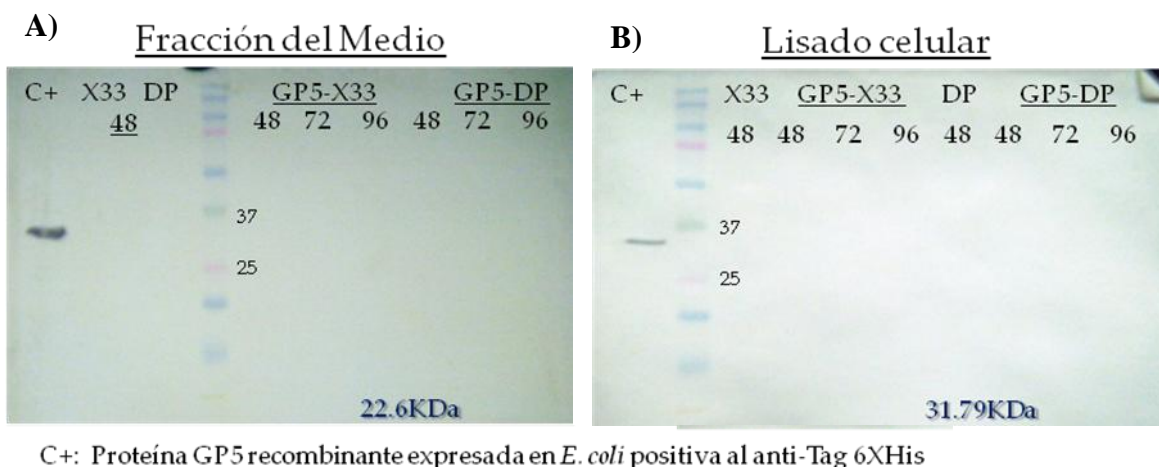 A)
Fracción del Medio
C+ X33 DP GP5-X33 GP5-DP
48 48 72 96 48 72 96
37
25
22.6KDa
B)
Lisado celular
C+ X33 GP5-X33 DP GP5-DP
48 48 72 96 48 48 72 96
37
25
31.79KDa
C+: Proteína GP5 recombinante expresada en E. coli positiva al anti-Tag 6XHis